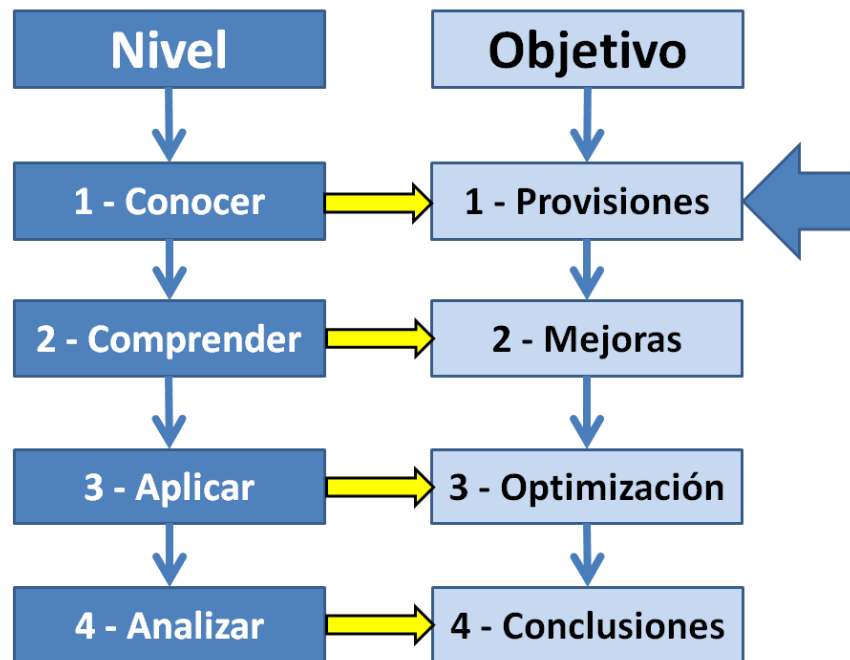 Nivel
Objetivo
1 - Conocer
1 - Provisiones
2 - Comprender
2 - Mejoras
3 - Aplicar
3 - Optimización
4 - Analizar
4 - Conclusiones